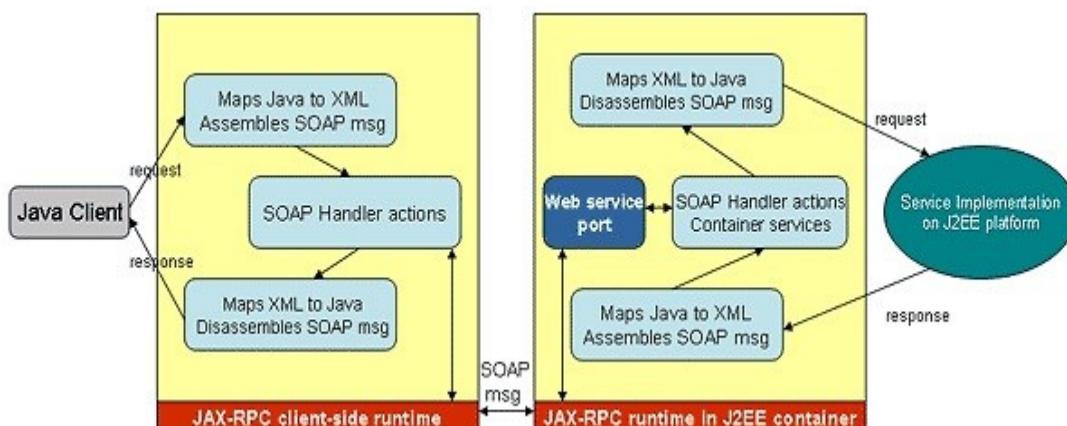 Java Client
request
response
Maps Java to XML
Assembles SOAP msg
SOAP Handler actions
Maps XML to Java
Disassembles SOAP msg
JAX-RPC client-side runtime
SOAP
msg
Maps XML to Java
Disassembles SOAP msg
Web service
port
SOAP Handler actions
Container services
Maps Java to XML
Assembles SOAP msg
JAX-RPC runtime in J2EE container
request
Service Implementation
on J2EE platform
response